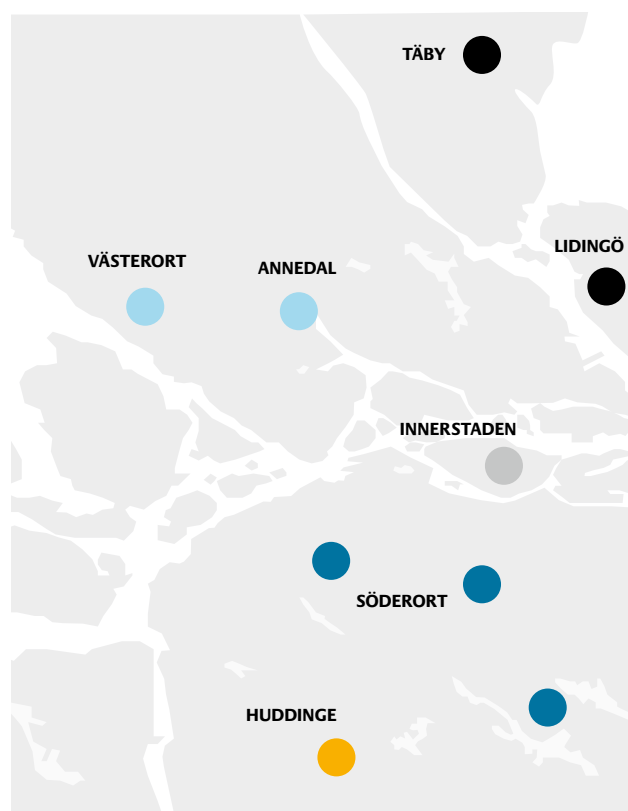 TÄBY
LIDINGÖ
VÄSTERORT
ANNEDAL
INNERSTADEN
SÖDERORT
HUDDINGE